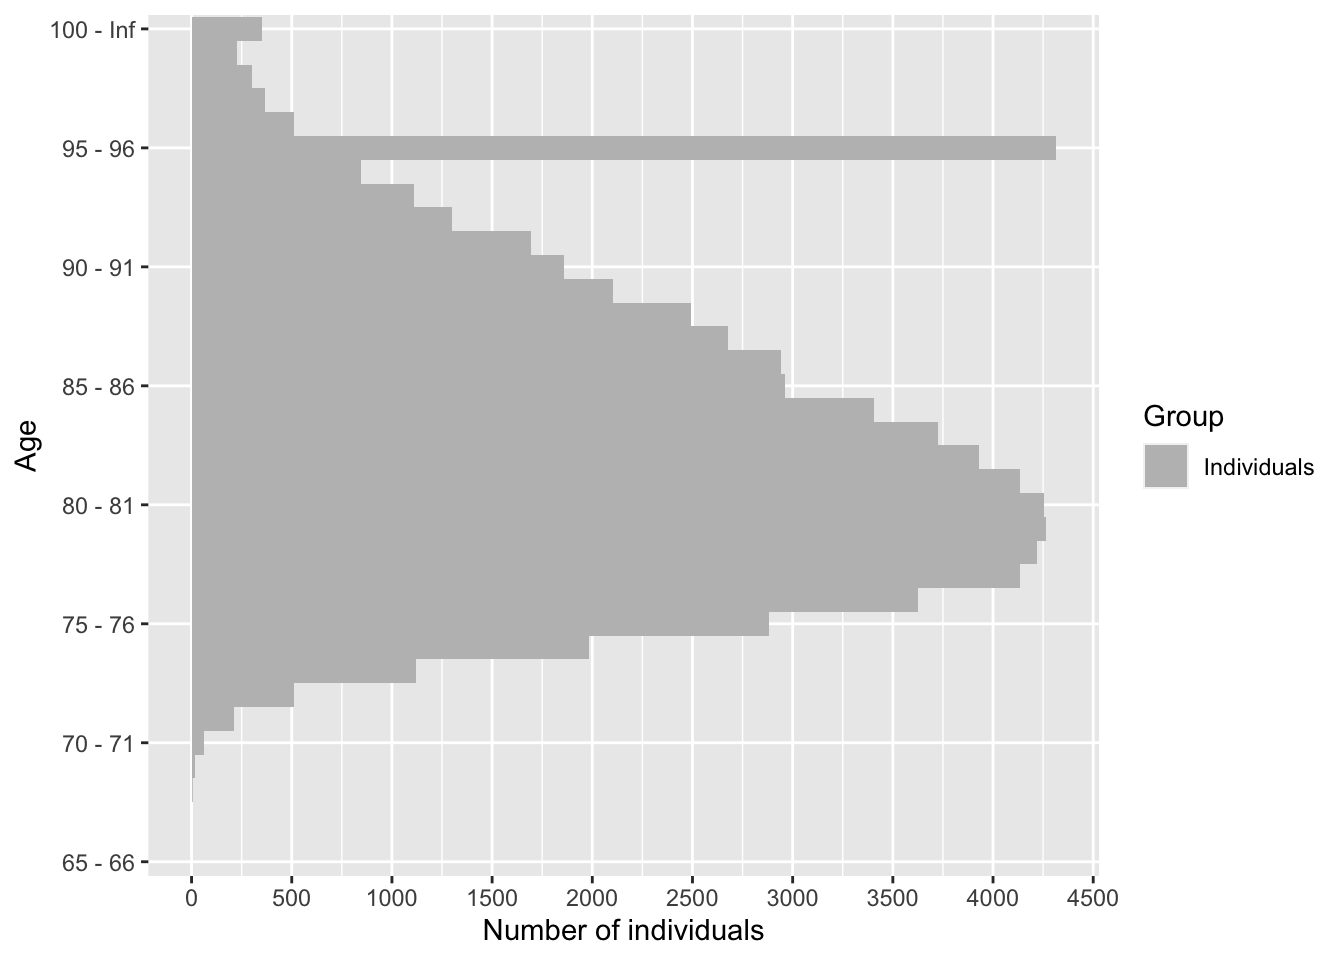 100 - Inf
95 - 96
90 - 91
85 - 86
80 - 81
75 - 76
70 - 71
65 - 66
Age
0 500 1000 1500 2000 2500 3000 3500 4000 4500
Number of individuals
Group
Individuals